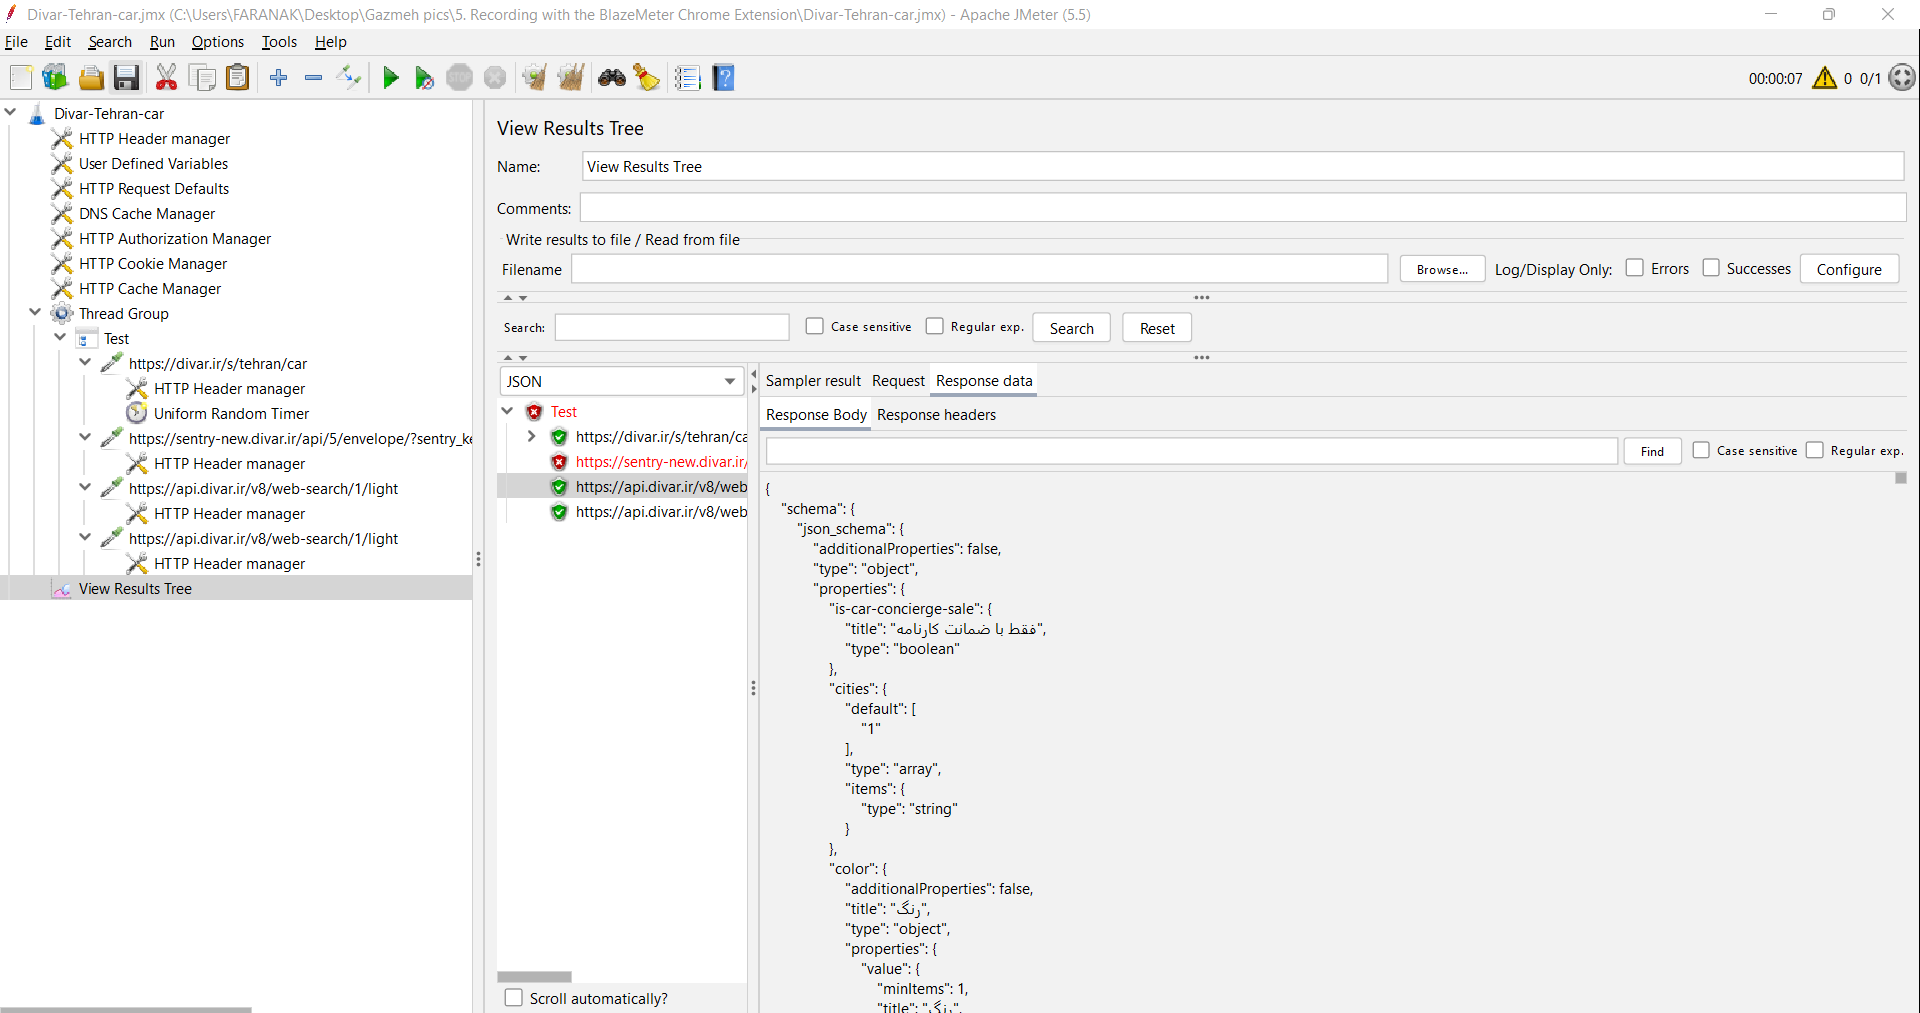 Divar-Tehran-car.jmx (C:\Users\FARANAK\Desktop\Gazmeh pics\5. Recording with the BlazeMeter Chrome Extension\Divar-Tehran-car.jmx) - Apache JMeter (5.5)
File Edit Search Run Options Tools Help
STOP 00:00:07 0 0/1
Divar-Tehran-car
HTTP Header manager
User Defined Variables
HTTP Request Defaults
DNS Cache Manager
HTTP Authorization Manager
HTTP Cookie Manager
HTTP Cache Manager
Thread Group
Test
https://divar.ir/s/tehran/car
HTTP Header manager
Uniform Random Timer
https://sentry-new.divar.ir/api/5/envelope/?sentry_ke
HTTP Header manager
https://api.divar.ir/v8/web-search/1/light
HTTP Header manager
https://api.divar.ir/v8/web-search/1/light
HTTP Header manager
View Results Tree
View Results Tree
Name: View Results Tree
Comments:
Write results to file / Read from file
Filename Browse... Log/Display Only: Errors Successes Configure
Search: Case sensitive Regular exp. Search Reset
JSON
Test
https://divar.ir/s/tehran/ca
https://sentry-new.divar.ir/
https://api.divar.ir/v8/web
https://api.divar.ir/v8/web
Scroll automatically?
Sampler result Request Response data
Response Body Response headers
Find Case sensitive Regular exp.
{
"schema": {
"json_schema": {
"additionalProperties": false,
"type": "object",
"properties": {
"is-car-concierge-sale": {
"title": "فقط با ضمانت کارنامه",
"type": "boolean"
},
"cities": {
"default": [
"1"
],
"type": "array",
"items": {
"type": "string"
}
},
"color": {
"additionalProperties": false,
"title": "رنگ",
"type": "object",
"properties": {
"value": {
"minItems": 1,
"title": "رنگ",